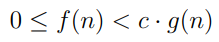 0 ≤ f(n) < c · g(n)